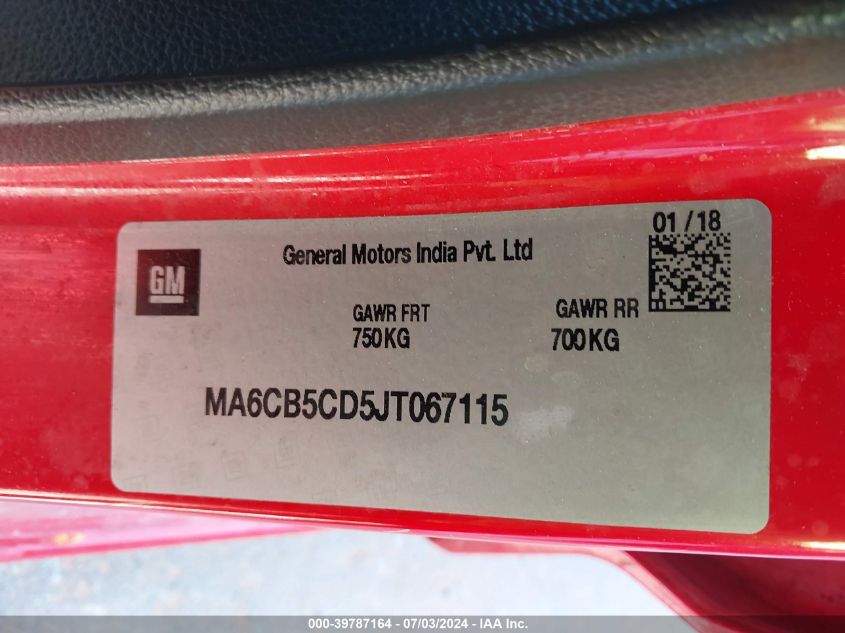 01 / 18
General Motors India Pvt. Ltd
GM
GAWR FRT
GAWR RR
750KG
700KG
MA6CB5CD5JT067115
000-39787164 - 07/03/2024 - IAA Inc.